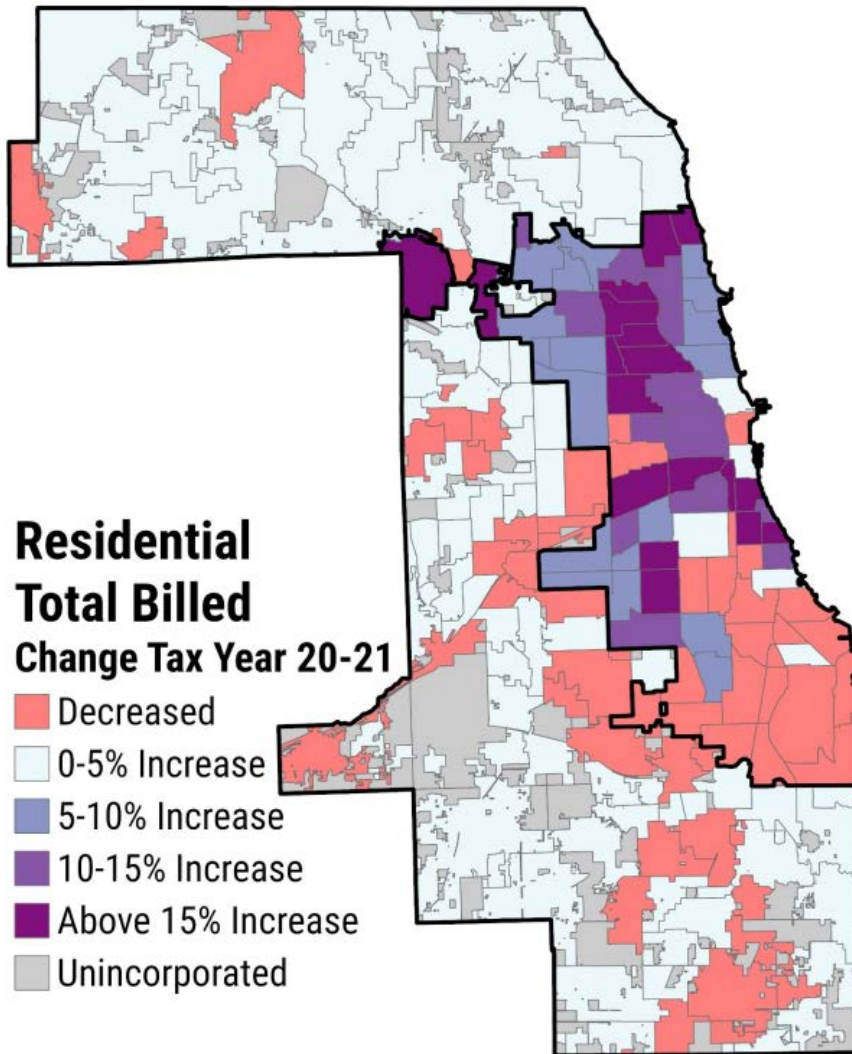 Residential
Total Billed
Change Tax Year 20-21
Decreased
0-5% Increase
5-10% Increase
10-15% Increase
Above 15% Increase
Unincorporated